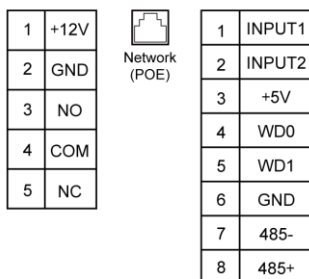 1 +12V
2 GND
3 NO
4 COM
5 NC
Network
(POE)
1 INPUT1
2 INPUT2
3 +5V
4 WD0
5 WD1
6 GND
7 485-
8 485+